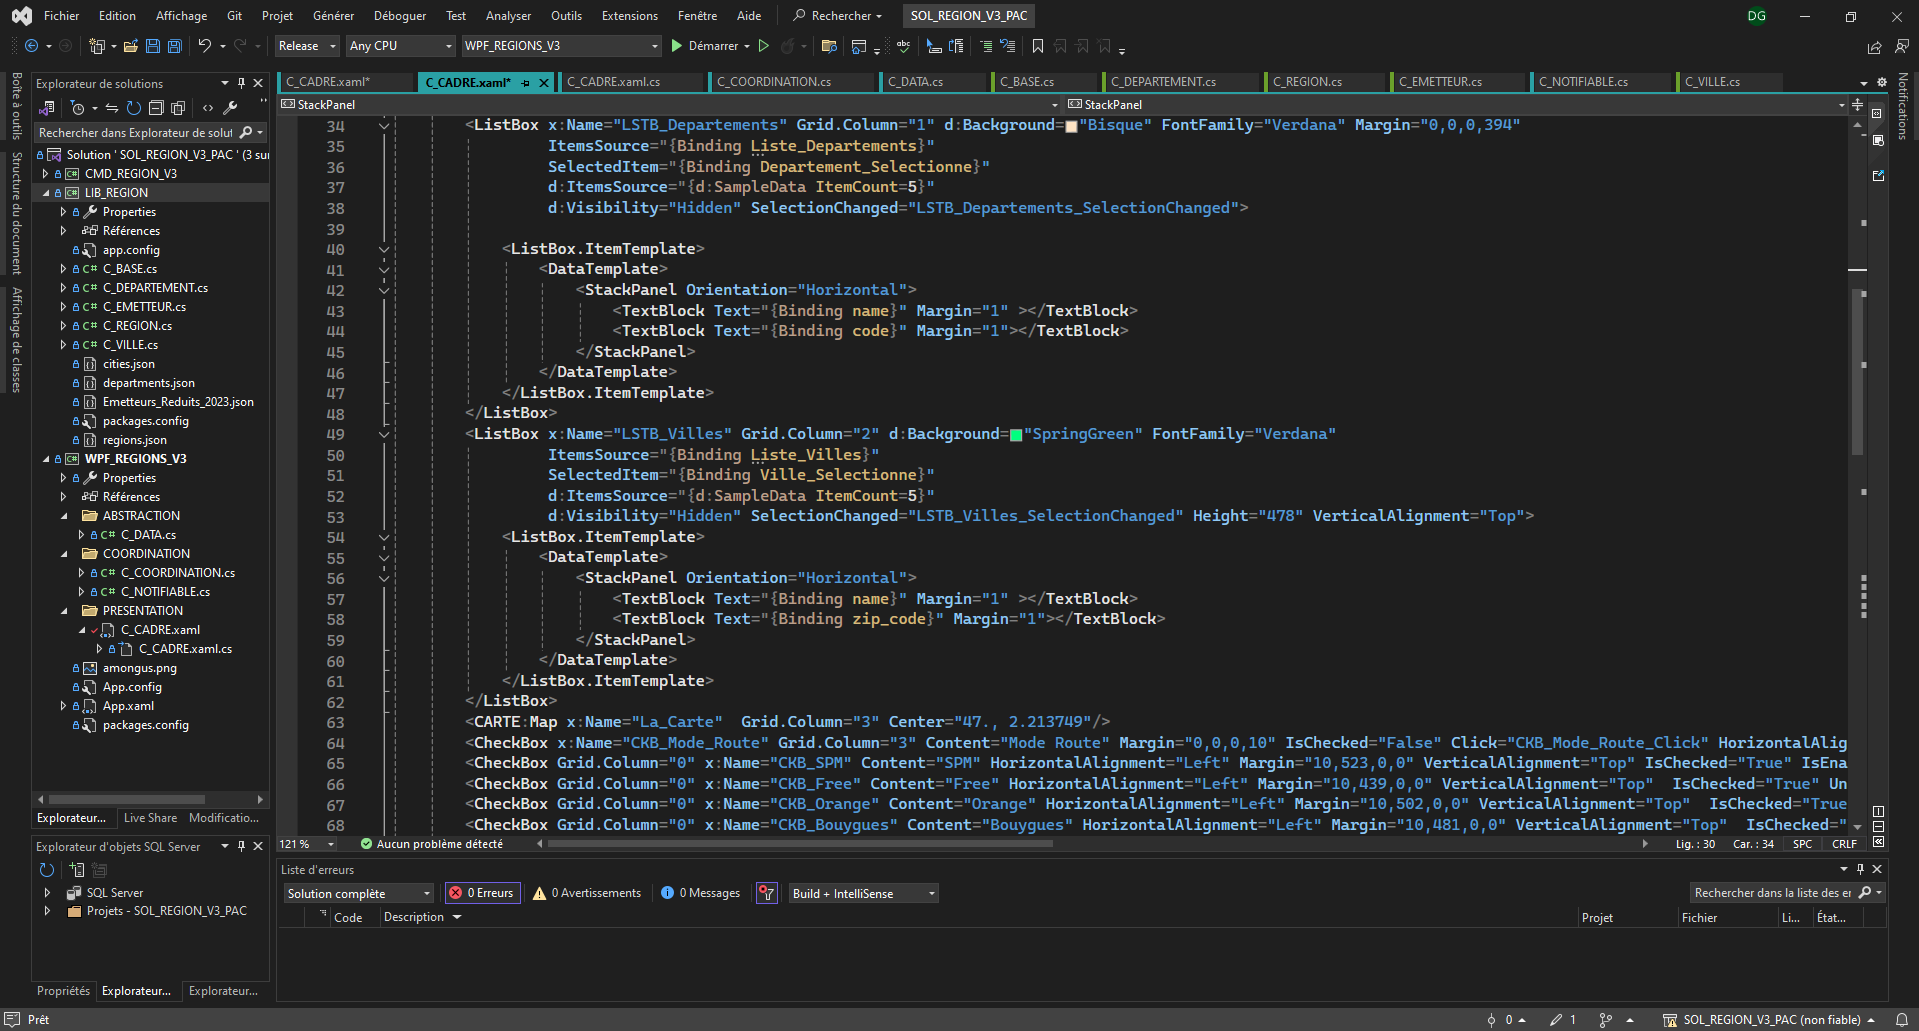 Fichier Edition Affichage Git Projet Générer Déboguer Test Analyser Outils Extensions Fenêtre Aide Rechercher SOL_REGION_V3_PAC DG
Release Any CPU WPF_REGIONS_V3 Démarrer
Boîte à outils
Structure du document
Affichage de classes
Explorateur de solutions
Rechercher dans Explorateur de solut
Solution ' SOL_REGION_V3_PAC ' (3 sur
CMD_REGION_V3
LIB_REGION
Properties
Références
app.config
C# C_BASE.cs
C# C_DEPARTEMENT.cs
C# C_EMETTEUR.cs
C# C_REGION.cs
C# C_VILLE.cs
cities.json
departments.json
Emetteurs_Reduits_2023.json
packages.config
regions.json
WPF_REGIONS_V3
Properties
Références
ABSTRACTION
C# C_DATA.cs
COORDINATION
C# C_COORDINATION.cs
C# C_NOTIFIABLE.cs
PRESENTATION
C_CADRE.xaml
C_CADRE.xaml.cs
amongus.png
App.config
App.xaml
packages.config
Explorateur... Live Share Modificatio...
Explorateur d'objets SQL Server
SQL Server
Projets - SOL_REGION_V3_PAC
Propriétés Explorateur... Explorateur...
C_CADRE.xaml* C_CADRE.xaml* C_CADRE.xaml.cs C_COORDINATION.cs C_DATA.cs C_BASE.cs C_DEPARTEMENT.cs C_REGION.cs C_EMETTEUR.cs C_NOTIFIABLE.cs C_VILLE.cs
StackPanel StackPanel
34 <ListBox x:Name="LSTB_Departements" Grid.Column="1" d:Background="Bisque" FontFamily="Verdana" Margin="0,0,0,394"
35 ItemsSource="{Binding Liste_Departements}"
36 SelectedItem="{Binding Departement_Selectionne}"
37 d:ItemsSource="{d:SampleData ItemCount=5}"
38 d:Visibility="Hidden" SelectionChanged="LSTB_Departements_SelectionChanged">
39
40 <ListBox.ItemTemplate>
41 <DataTemplate>
42 <StackPanel Orientation="Horizontal">
43 <TextBlock Text="{Binding name}" Margin="1" ></TextBlock>
44 <TextBlock Text="{Binding code}" Margin="1"></TextBlock>
45 </StackPanel>
46 </DataTemplate>
47 </ListBox.ItemTemplate>
48 </ListBox>
49 <ListBox x:Name="LSTB_Villes" Grid.Column="2" d:Background="SpringGreen" FontFamily="Verdana"
50 ItemsSource="{Binding Liste_Villes}"
51 SelectedItem="{Binding Ville_Selectionne}"
52 d:ItemsSource="{d:SampleData ItemCount=5}"
53 d:Visibility="Hidden" SelectionChanged="LSTB_Villes_SelectionChanged" Height="478" VerticalAlignment="Top">
54 <ListBox.ItemTemplate>
55 <DataTemplate>
56 <StackPanel Orientation="Horizontal">
57 <TextBlock Text="{Binding name}" Margin="1" ></TextBlock>
58 <TextBlock Text="{Binding zip_code}" Margin="1"></TextBlock>
59 </StackPanel>
60 </DataTemplate>
61 </ListBox.ItemTemplate>
62 </ListBox>
63 <CARTE:Map x:Name="La_Carte"  Grid.Column="3" Center="47., 2.213749"/>
64 <CheckBox x:Name="CKB_Mode_Route" Grid.Column="3" Content="Mode Route" Margin="0,0,0,10" IsChecked="False" Click="CKB_Mode_Route_Click" HorizontalAlig
65 <CheckBox Grid.Column="0" x:Name="CKB_SPM" Content="SPM" HorizontalAlignment="Left" Margin="10,523,0,0" VerticalAlignment="Top" IsChecked="True" IsEna
66 <CheckBox Grid.Column="0" x:Name="CKB_Free" Content="Free" HorizontalAlignment="Left" Margin="10,439,0,0" VerticalAlignment="Top"  IsChecked="True" Un
67 <CheckBox Grid.Column="0" x:Name="CKB_Orange" Content="Orange" HorizontalAlignment="Left" Margin="10,502,0,0" VerticalAlignment="Top"  IsChecked="True
68 <CheckBox Grid.Column="0" x:Name="CKB_Bouygues" Content="Bouygues" HorizontalAlignment="Left" Margin="10,481,0,0" VerticalAlignment="Top"  IsChecked="
121 % Aucun problème détecté Lig. : 30 Car. : 34 SPC CRLF
Liste d'erreurs
Solution complète 0 Erreurs 0 Avertissements 0 Messages Build + IntelliSense Rechercher dans la liste des er
Code Description Projet Fichier Li... État...
Notifications
Prêt 0 1 SOL_REGION_V3_PAC (non fiable)